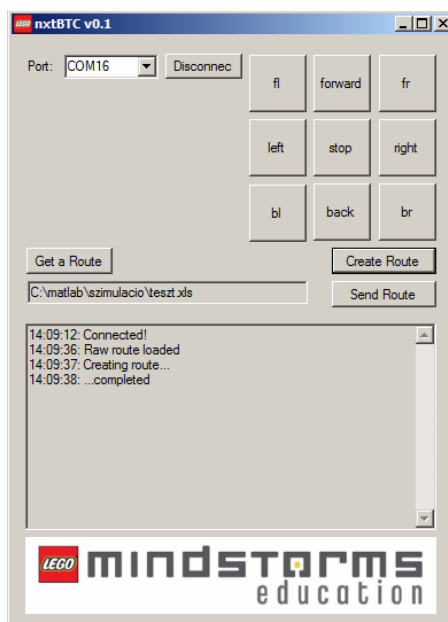 LEGO nxtBTC v0.1
Port: COM16 Disconnec
fl forward fr
left stop right
bl back br
Get a Route Create Route
C:\matlab\szimulacio\teszt.xls
Send Route
14:09:12: Connected!
14:09:36: Raw route loaded
14:09:37: Creating route...
14:09:38: ...completed
LEGO mindstorms
education